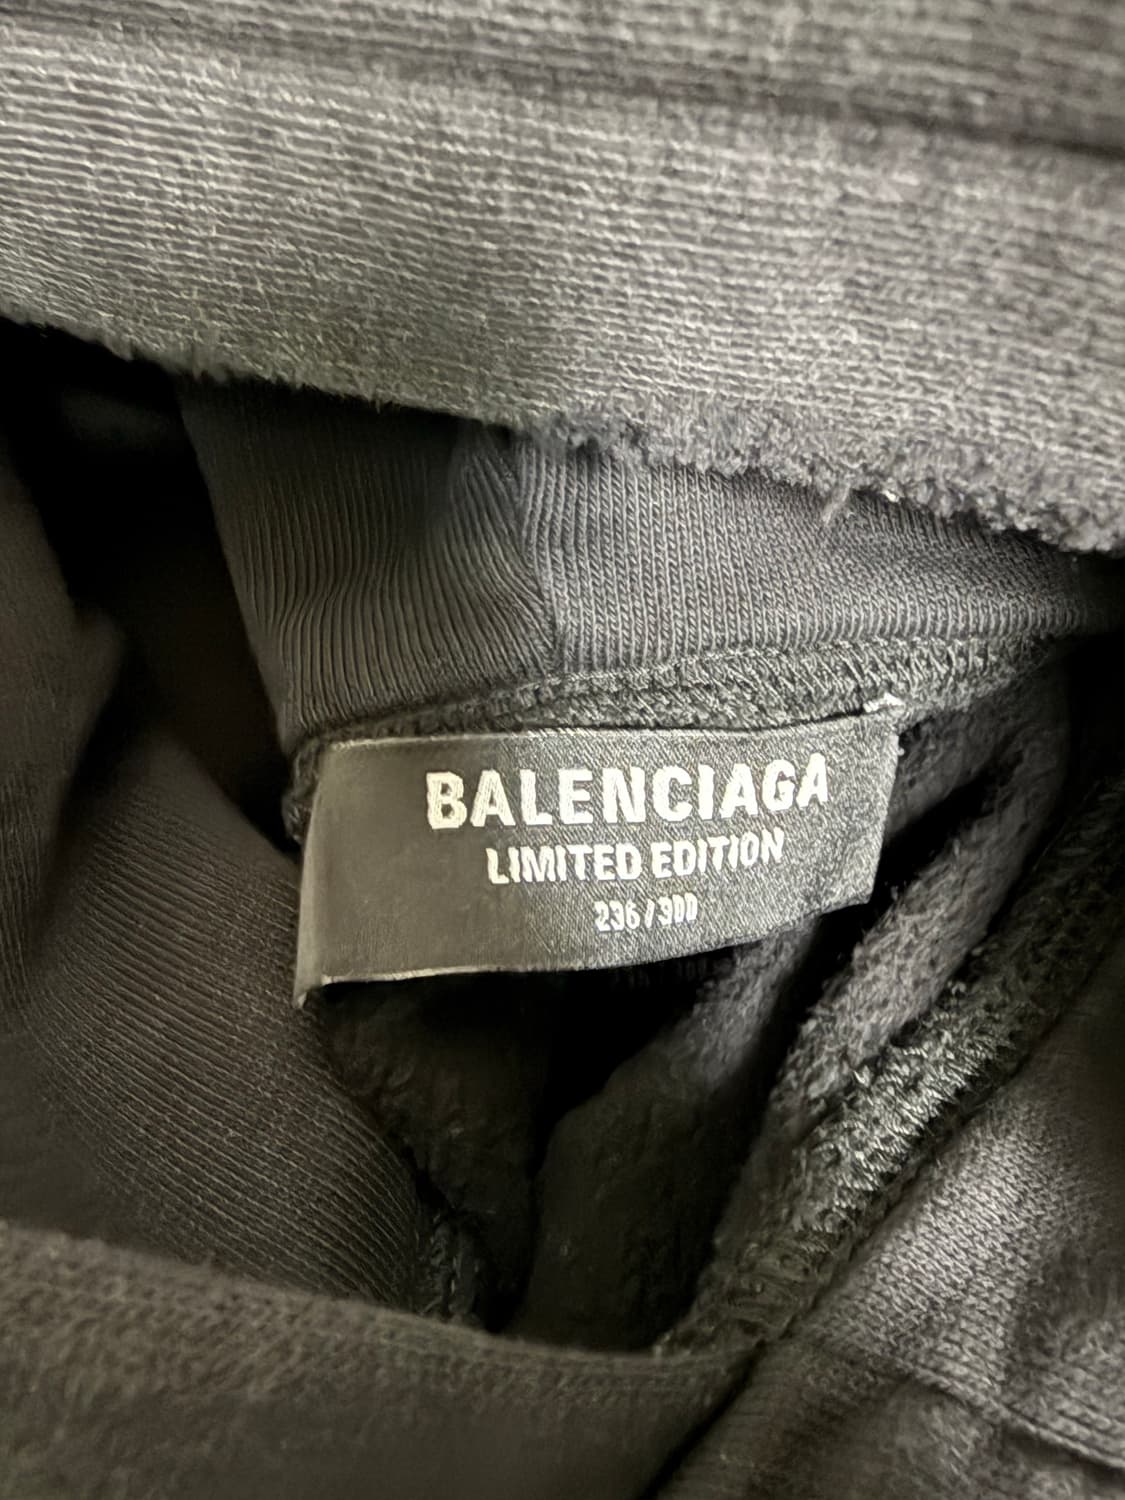 BALENCIAGA
LIMITED EDITION
236/300